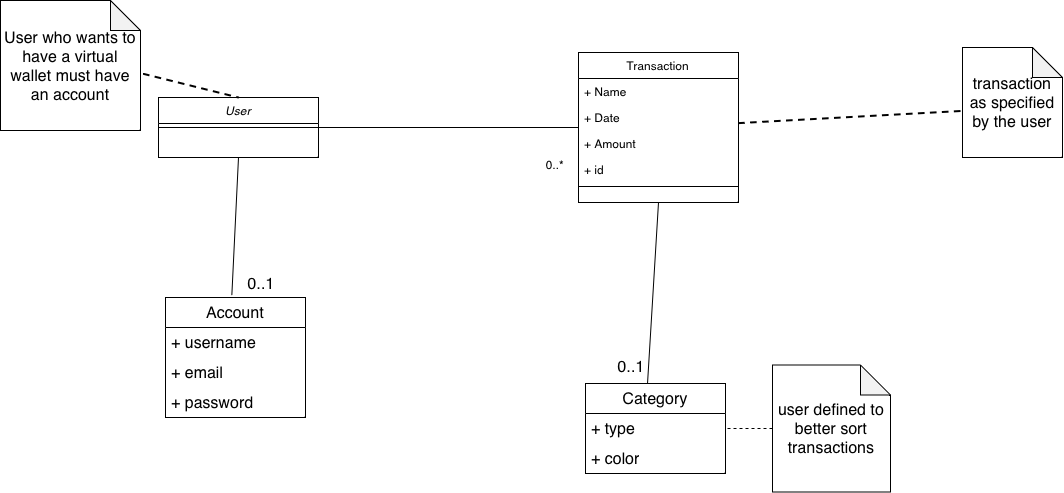 User who wants to
have a virtual
wallet must have
an account
User
Transaction
+ Name
+ Date
+ Amount
+ id
0..*
transaction
as specified
by the user
0..1
Account
+ username
+ email
+ password
0..1
Category
+ type
+ color
user defined to
better sort
transactions